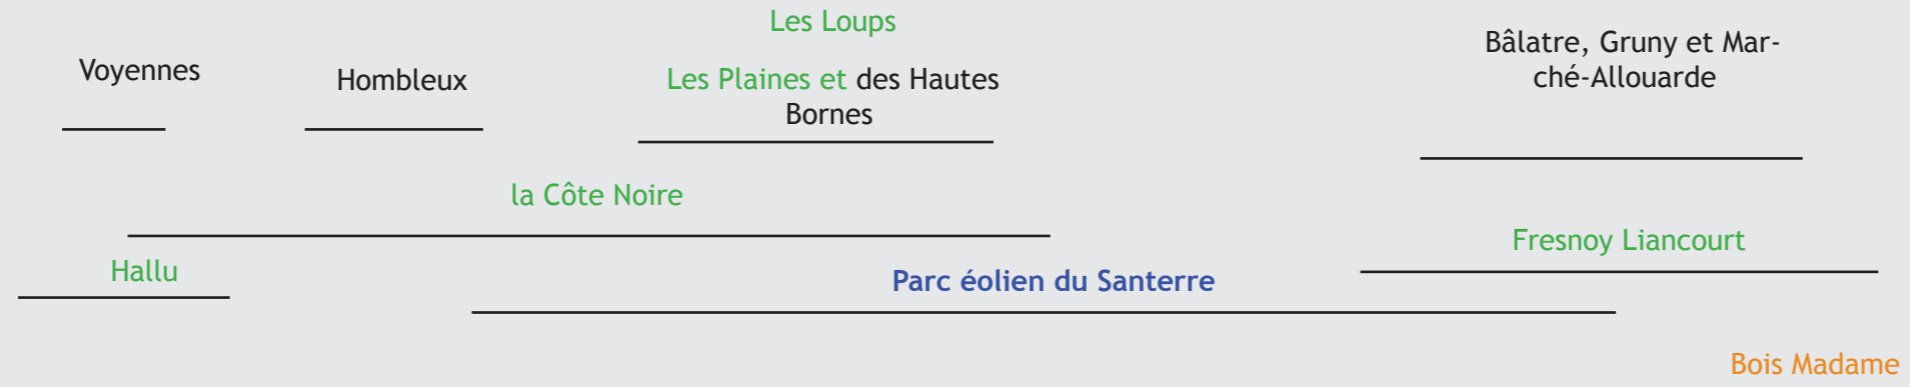 Les Loups
Voyennes
Hombleux
Les Plaines et des Hautes
Bornes
Bâlatre, Gruny et Mar-
ché-Allouarde
la Côte Noire
Fresnoy Liancourt
Hallu
Parc éolien du Santerre
Bois Madame